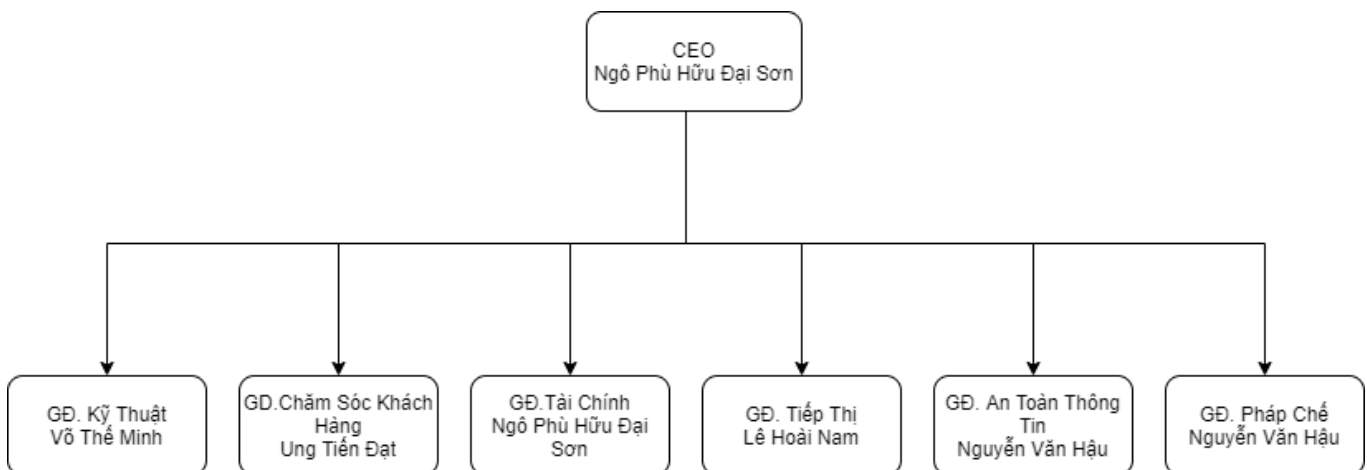 CEO
Ngô Phù Hữu Đại Sơn
GĐ. Kỹ Thuật
Võ Thế Minh
GD.Chăm Sóc Khách
Hàng
Ung Tiến Đạt
GĐ.Tài Chính
Ngô Phù Hữu Đại
Sơn
GĐ. Tiếp Thị
Lê Hoài Nam
GĐ. An Toàn Thông
Tin
Nguyễn Văn Hậu
GĐ. Pháp Chế
Nguyễn Văn Hậu